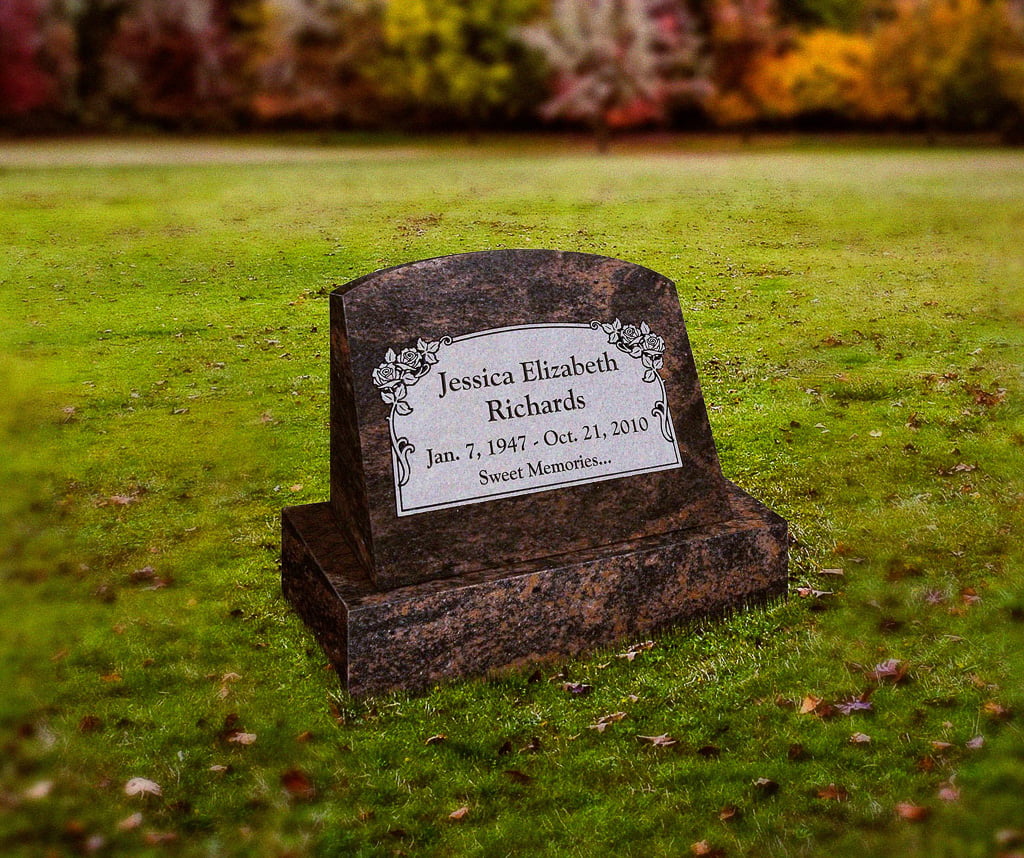 Jessica Elizabeth
Richards
Jan. 7, 1947 - Oct. 21, 2010
Sweet Memories...